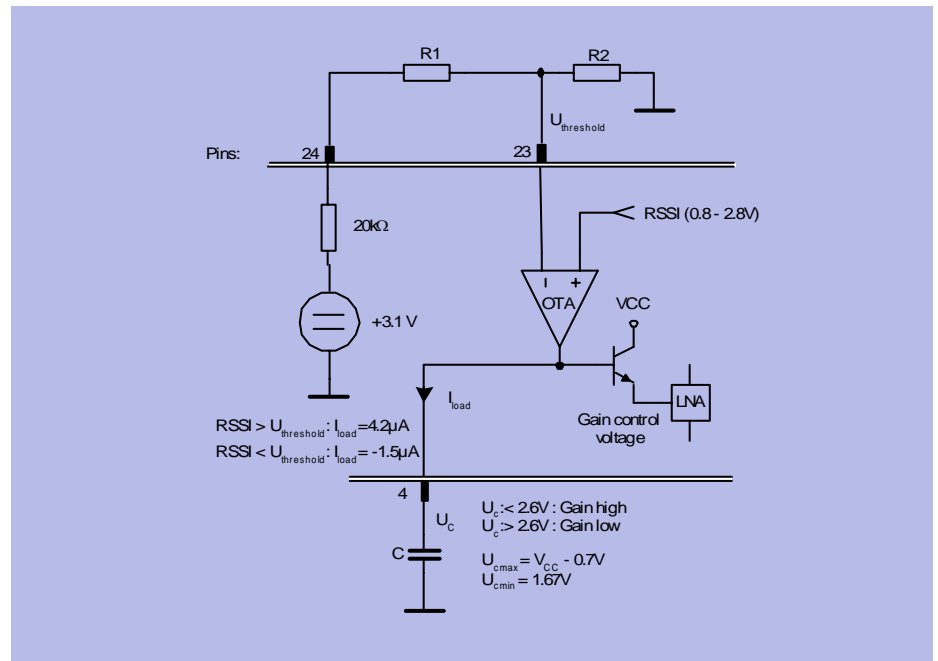 R1
R2
U threshold
Pins:
24
23
20kΩ
RSSI (0.8 - 2.8V)
- +
OTA
VCC
+3.1 V
I load
LNA
Gain control
voltage
RSSI > U threshold : I load =4.2µA
RSSI < U threshold : I load = -1.5µA
4
U C
U c :< 2.6V : Gain high
U c :> 2.6V : Gain low
C
U cmax = V CC - 0.7V
U cmin = 1.67V